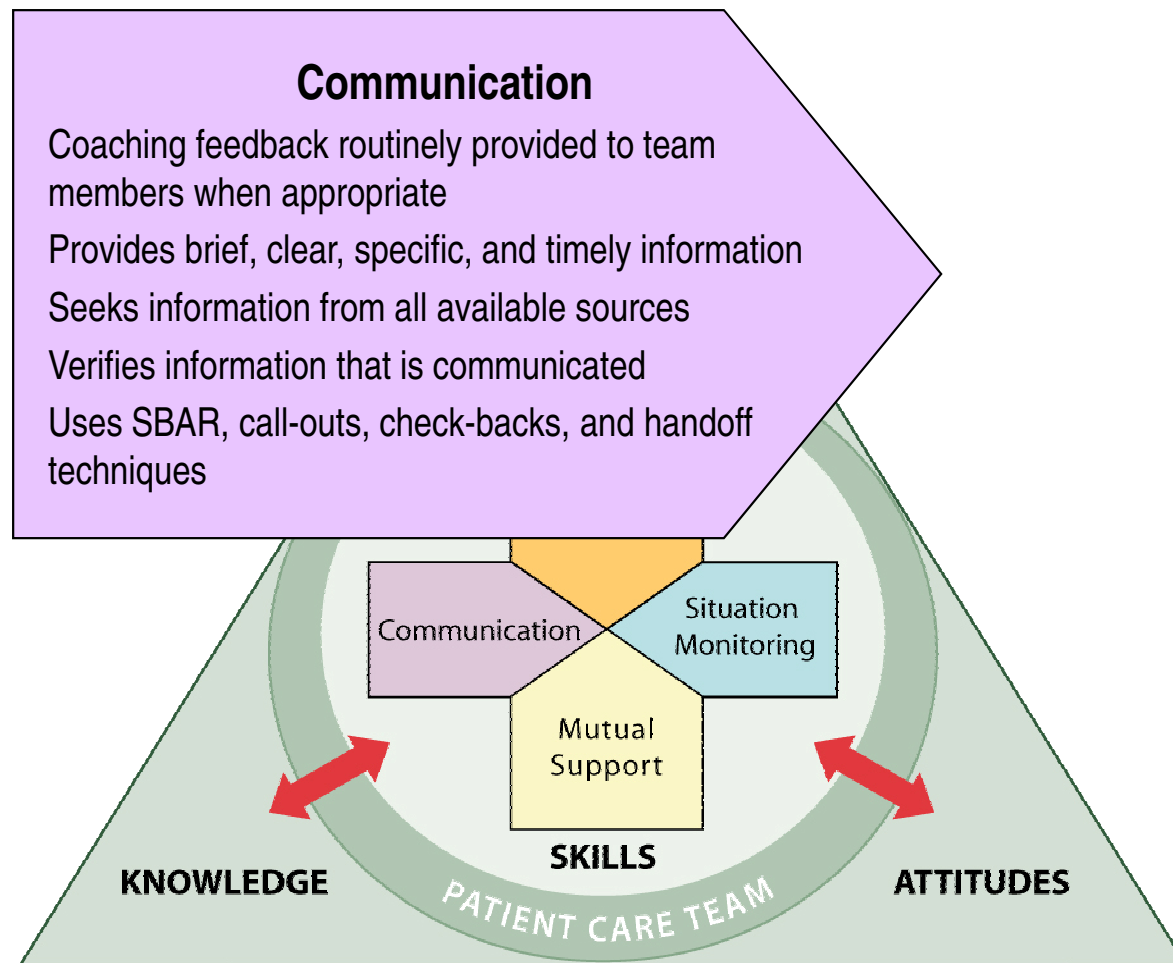 Communication
Coaching feedback routinely provided to team
members when appropriate
Provides brief, clear, specific, and timely information
Seeks information from all available sources
Verifies information that is communicated
Uses SBAR, call-outs, check-backs, and handoff
techniques
Communication
Situation
Monitoring
Mutual
Support
SKILLS
KNOWLEDGE
ATTITUDES
PATIENT CARE TEAM